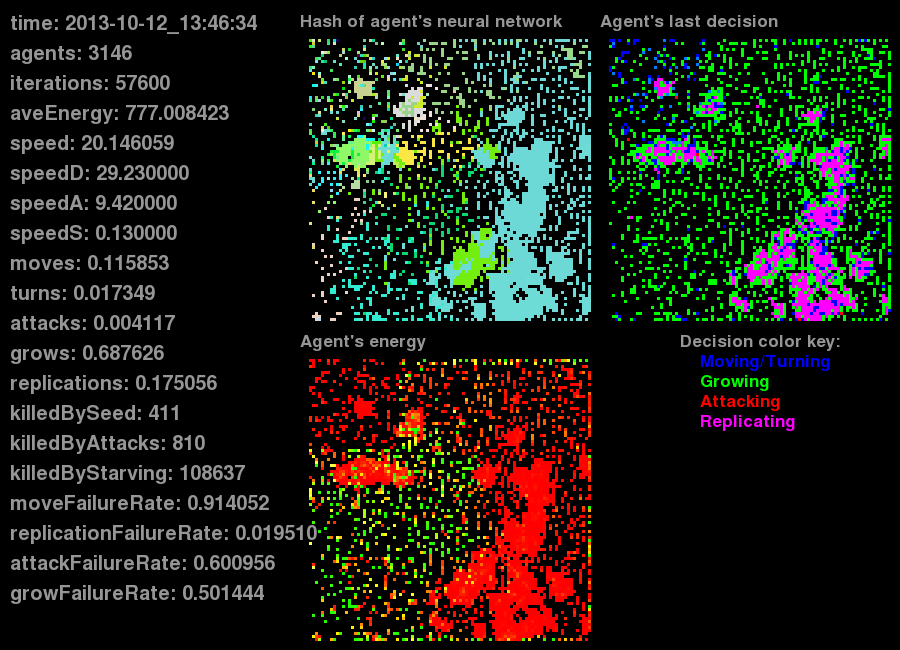 time: 2013-10-12_13:46:34
agents: 3146
iterations: 57600
aveEnergy: 777.008423
speed: 20.146059
speedD: 29.230000
speedA: 9.420000
speedS: 0.130000
moves: 0.115853
turns: 0.017349
attacks: 0.004117
grows: 0.687626
replications: 0.175056
killedBySeed: 411
killedByAttacks: 810
killedByStarving: 108637
moveFailureRate: 0.914052
replicationFailureRate: 0.019510
attackFailureRate: 0.600956
growFailureRate: 0.501444
Hash of agent's neural network
Agent's last decision
Agent's energy
Decision color key:
Moving/Turning
Growing
Attacking
Replicating